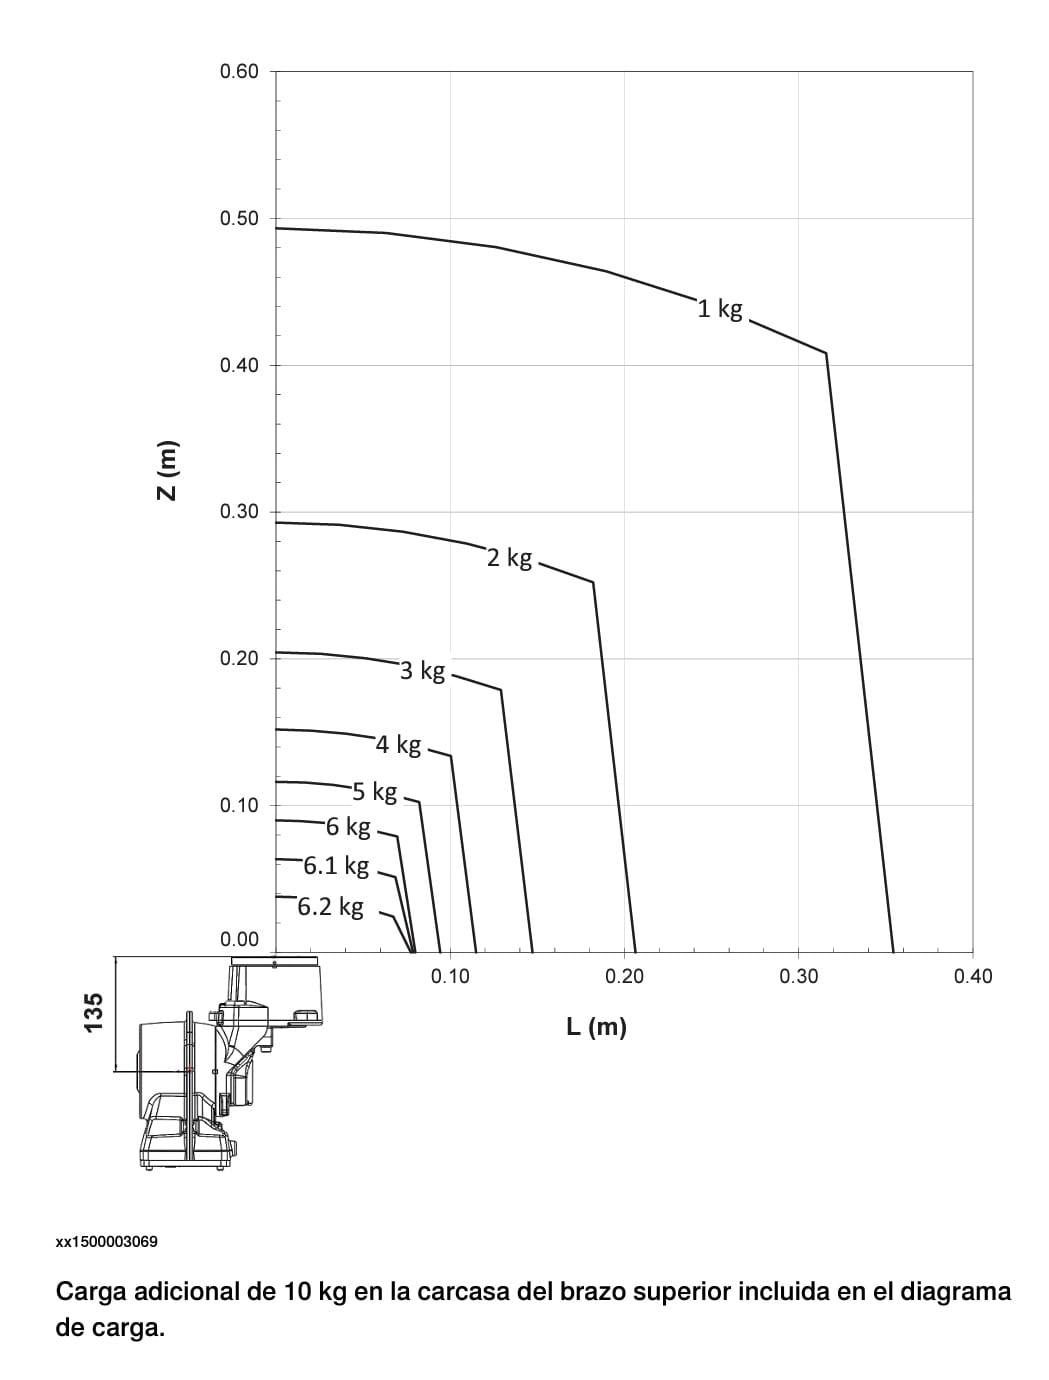 0.60
0.50
1 kg
0.40
Z (m)
0.30
2 kg
0.20
3 kg
4 kg
5 kg
0.10
6 kg
6.1 kg
6.2 kg
0.00
0.10
0.20
0.30
0.40
135
L (m)
xx1500003069
Carga adicional de 10 kg en la carcasa del brazo superior incluida en el diagrama
de carga.